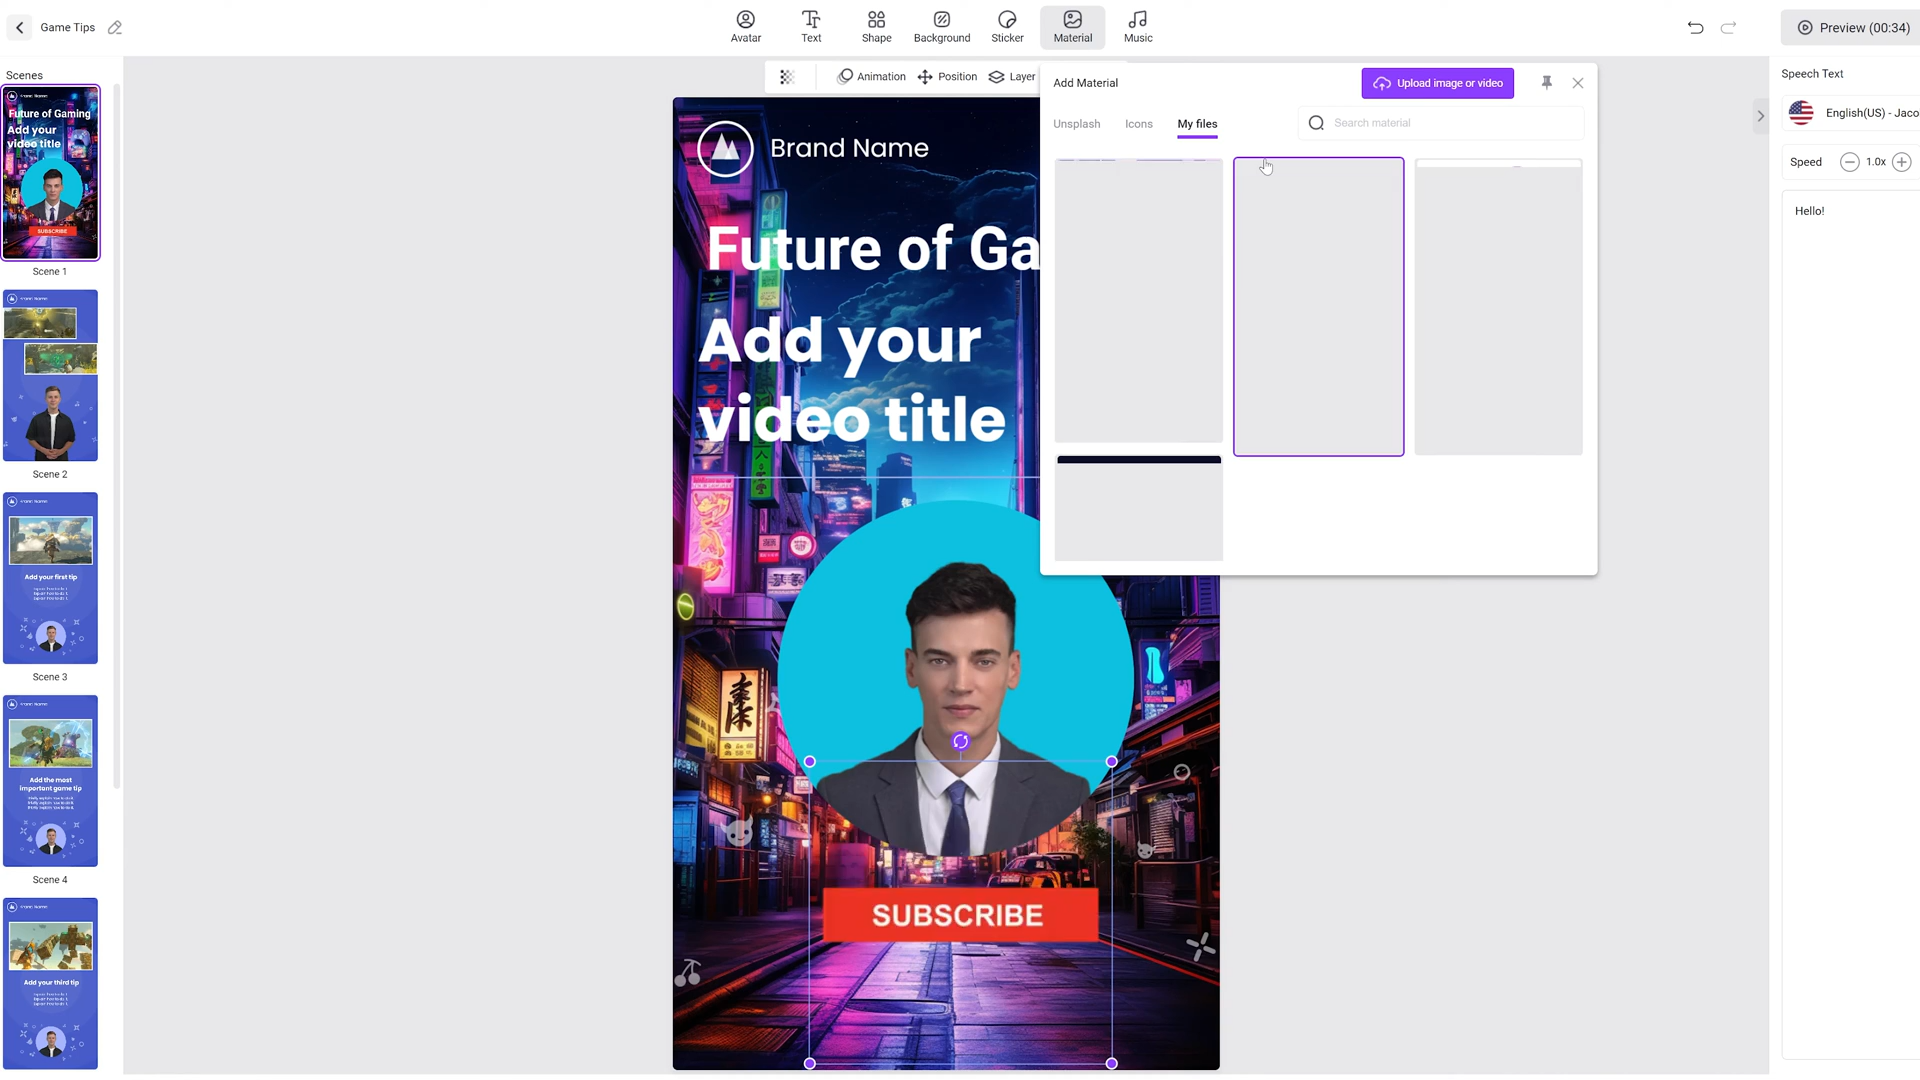 Game Tips
Avatar
Text
Shape
Background
Sticker
Material
Music
Preview (00:34)
Scenes
Future of Gaming
Add your
video title
SUBSCRIBE
Scene 1
Scene 2
Add your first tip
Scene 3
Add the most
important game tip
Scene 4
Add your third tip
Animation
Position
Layer
Brand Name
Future of Ga
Add your
video title
SUBSCRIBE
Add Material
Upload image or video
Unsplash
Icons
My files
Search material
Speech Text
English(US) - Jaco
Speed
1.0x
Hello!